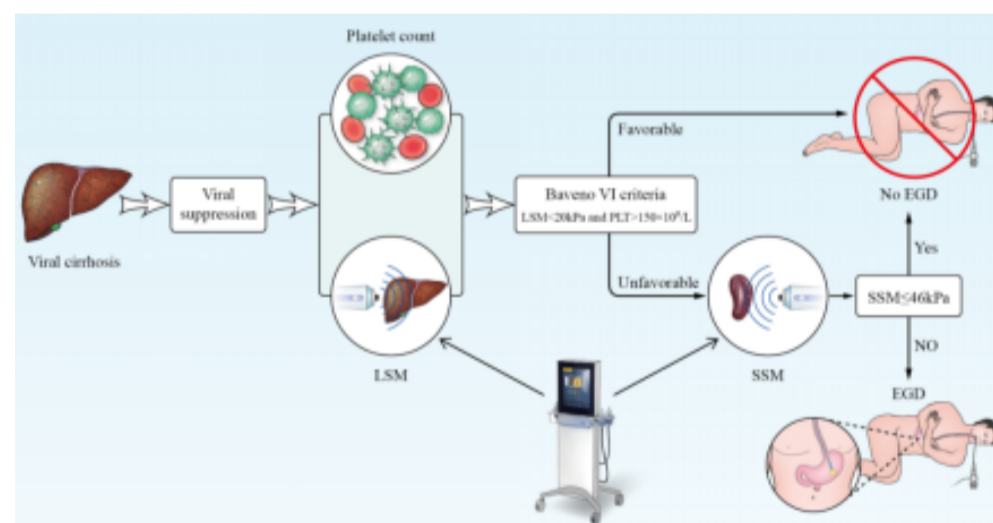 Platelet count
Favorable
Viral suppression
Baveno VI criteria
LSM<20kPa and PLT>150×10⁹/L
No EGD
Yes
Viral cirrhosis
Unfavorable
SSM≤46kPa
NO
LSM
SSM
EGD